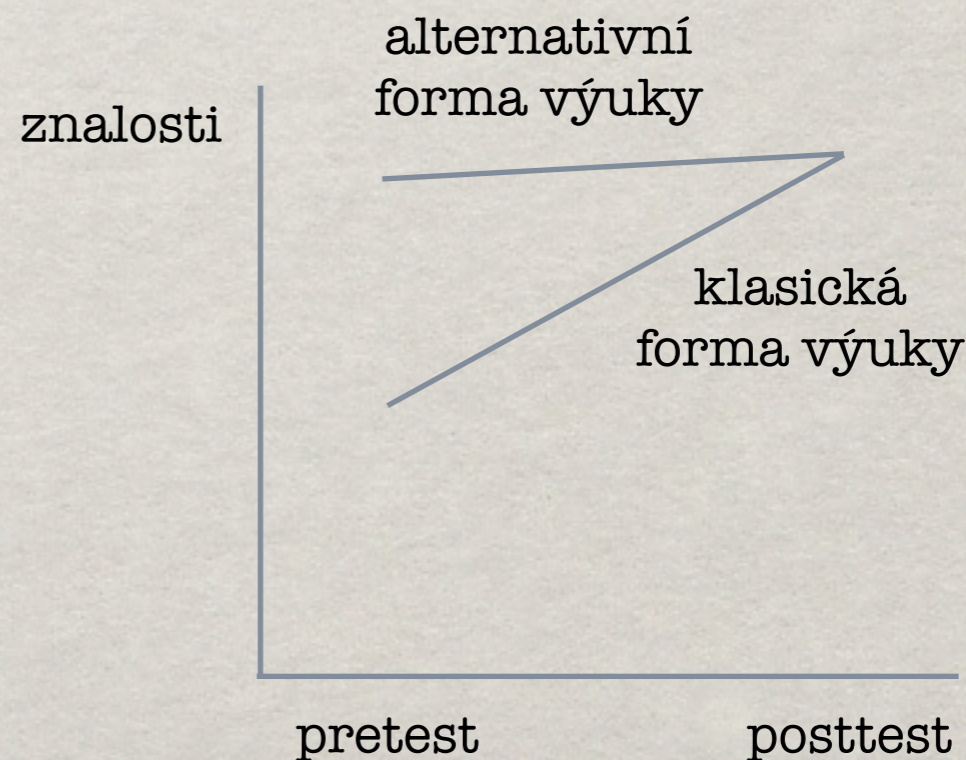 alternativní
forma výuky
znalosti
klasická
forma výuky
pretest
posttest